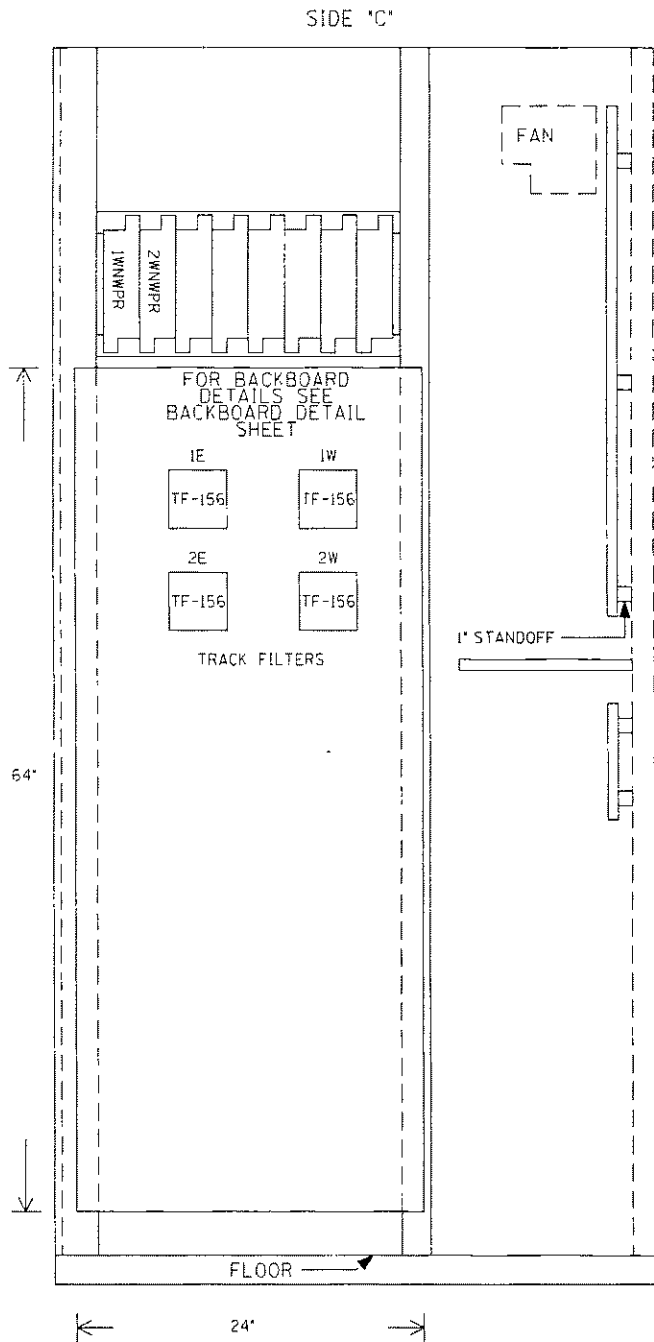 SIDE "C"
FAN
1WNWPR
2WNWPR
FOR BACKBOARD
DETAILS SEE
BACKBOARD DETAIL
SHEET
1E
1W
TF-156
TF-156
2E
2W
TF-156
TF-156
TRACK FILTERS
1" STANDOFF
64"
FLOOR
24"